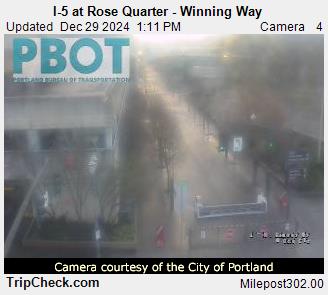 I-5 at Rose Quarter - Winning Way
Updated Dec 29 2024 1:11 PM Camera 4
PBOT
PORTLAND BUREAU OF TRANSPORTATION
Camera courtesy of the City of Portland
TripCheck.com Milepost302.00